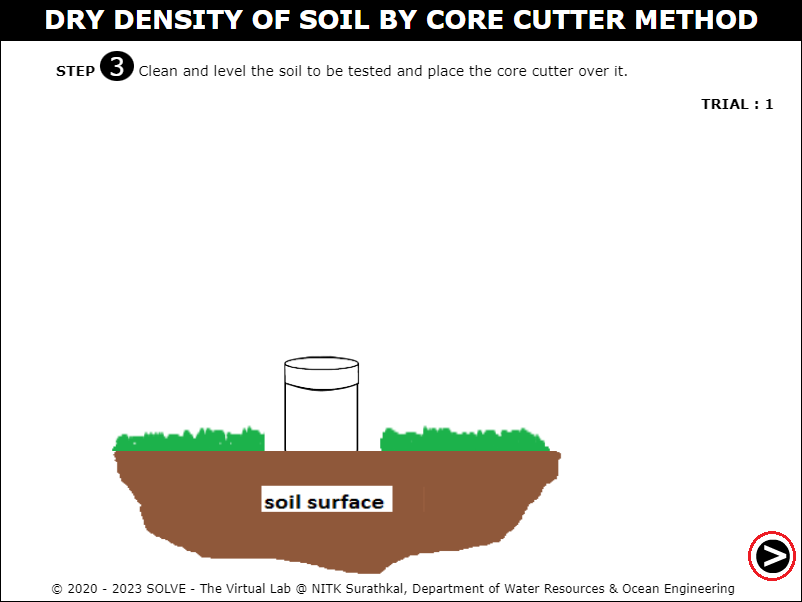 DRY DENSITY OF SOIL BY CORE CUTTER METHOD
STEP 3 Clean and level the soil to be tested and place the core cutter over it.
TRIAL : 1
soil surface
>
© 2020 - 2023 SOLVE - The Virtual Lab @ NITK Surathkal, Department of Water Resources & Ocean Engineering